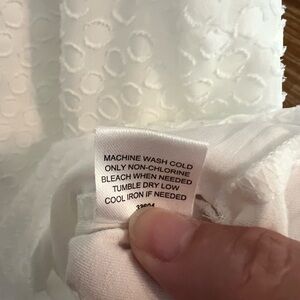 MACHINE WASH COLD
ONLY NON-CHLORINE
BLEACH WHEN NEEDED
TUMBLE DRY LOW
COOL IRON IF NEEDED